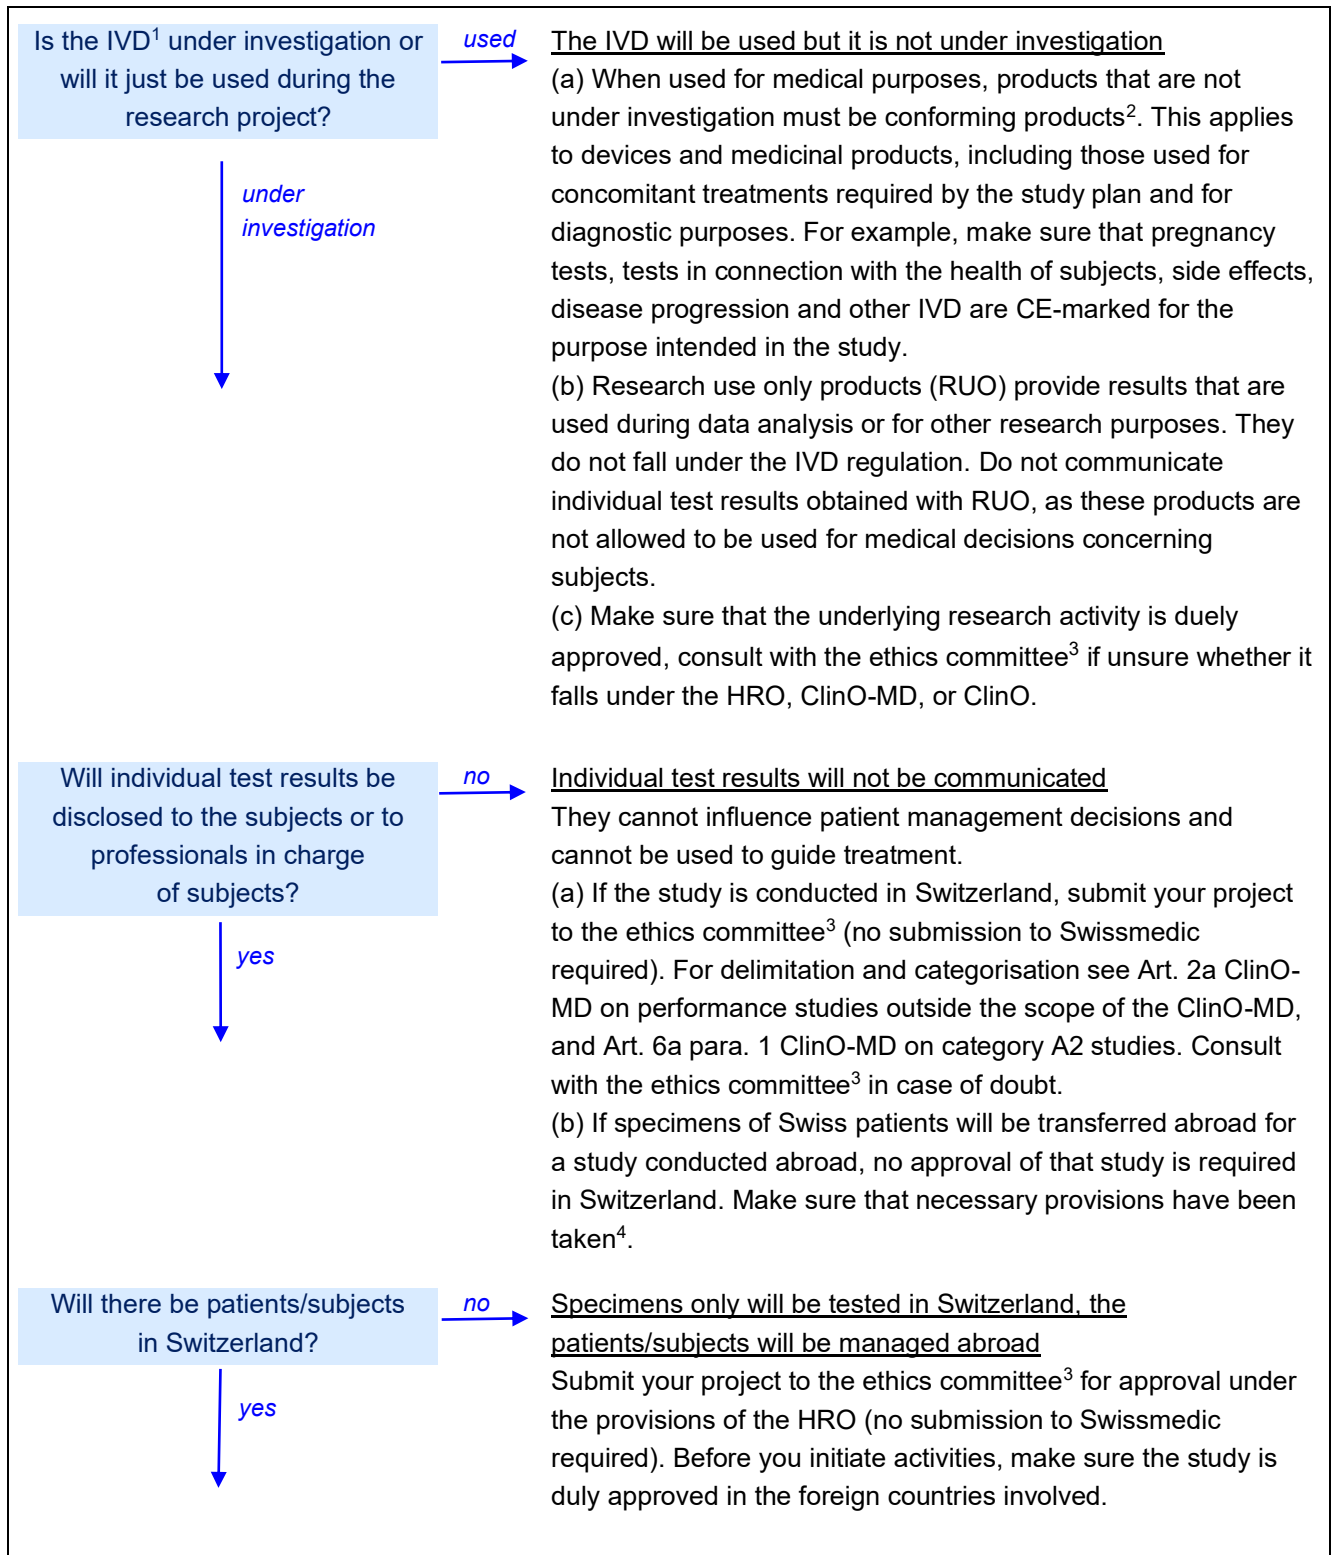 Is the IVD1 under investigation or
will it just be used during the
research project?
used
under
investigation
The IVD will be used but it is not under investigation
(a) When used for medical purposes, products that are not
under investigation must be conforming products2. This applies
to devices and medicinal products, including those used for
concomitant treatments required by the study plan and for
diagnostic purposes. For example, make sure that pregnancy
tests, tests in connection with the health of subjects, side effects,
disease progression and other IVD are CE-marked for the
purpose intended in the study.
(b) Research use only products (RUO) provide results that are
used during data analysis or for other research purposes. They
do not fall under the IVD regulation. Do not communicate
individual test results obtained with RUO, as these products are
not allowed to be used for medical decisions concerning
subjects.
(c) Make sure that the underlying research activity is duely
approved, consult with the ethics committee3 if unsure whether it
falls under the HRO, ClinO-MD, or ClinO.
Will individual test results be
disclosed to the subjects or to
professionals in charge
of subjects?
no
yes
Individual test results will not be communicated
They cannot influence patient management decisions and
cannot be used to guide treatment.
(a) If the study is conducted in Switzerland, submit your project
to the ethics committee3 (no submission to Swissmedic
required). For delimitation and categorisation see Art. 2a ClinO-
MD on performance studies outside the scope of the ClinO-MD,
and Art. 6a para. 1 ClinO-MD on category A2 studies. Consult
with the ethics committee3 in case of doubt.
(b) If specimens of Swiss patients will be transferred abroad for
a study conducted abroad, no approval of that study is required
in Switzerland. Make sure that necessary provisions have been
taken4.
Will there be patients/subjects
in Switzerland?
no
yes
Specimens only will be tested in Switzerland, the
patients/subjects will be managed abroad
Submit your project to the ethics committee3 for approval under
the provisions of the HRO (no submission to Swissmedic
required). Before you initiate activities, make sure the study is
duly approved in the foreign countries involved.